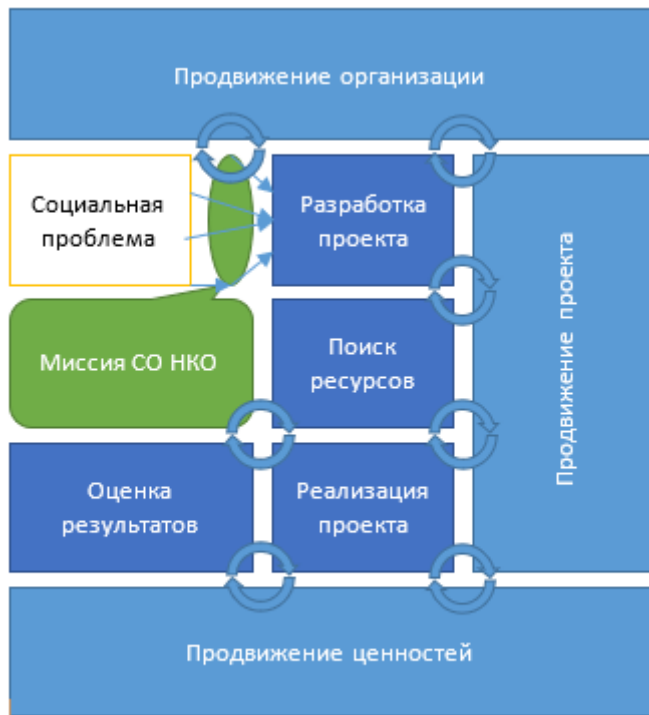 Продвижение организации
Социальная
проблема
Разработка
проекта
Продвижение проекта
Миссия СО НКО
Поиск
ресурсов
Оценка
результатов
Реализация
проекта
Продвижение ценностей